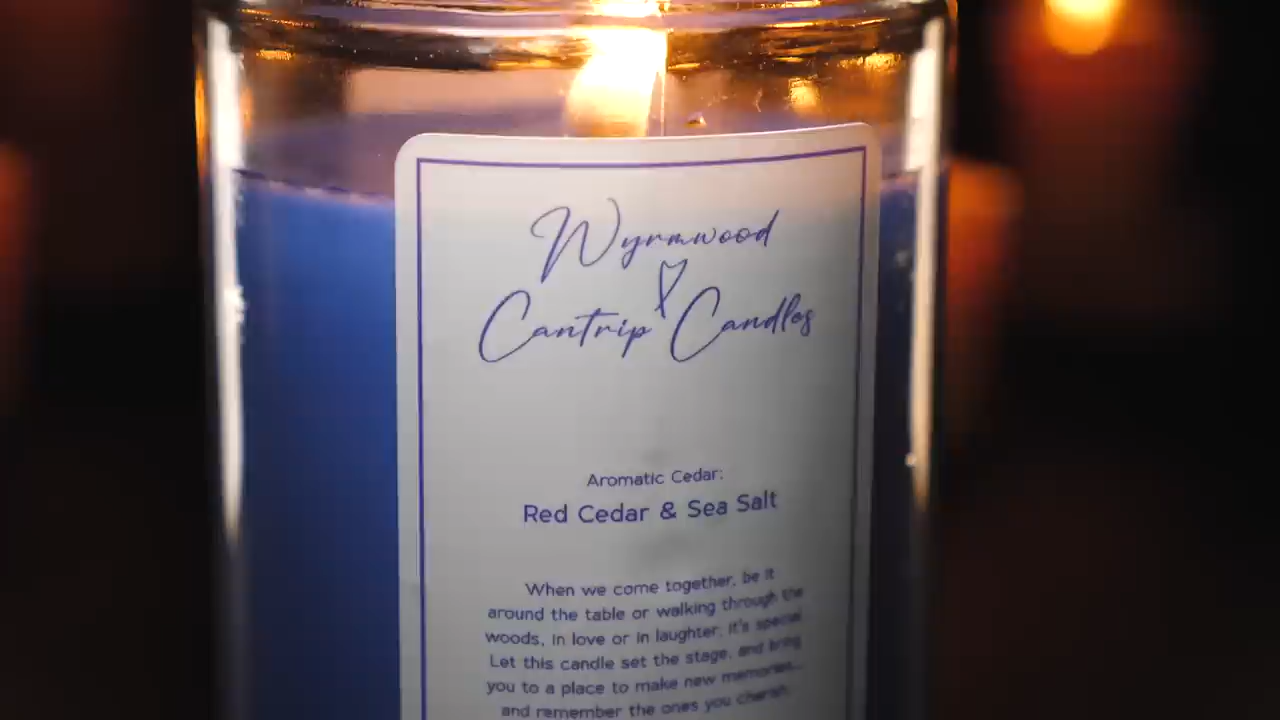 Wyrmwood
Cantrip Candles
Aromatic Cedar:
Red Cedar & Sea Salt
When we come together, be it
around the table or walking through the
woods, in love or in laughter, it's special
Let this candle set the stage, and bring
you to a place to make new memories...
and remember the ones you cherish.